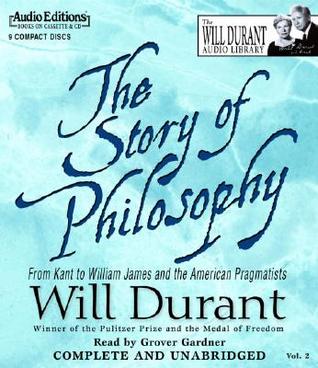 Audio Editions
BOOKS ON CASSETTE & CD
9 COMPACT DISCS
The
WILL DURANT
AUDIO LIBRARY
The
Story of
Philosophy
From Kant to William James and the American Pragmatists
Will Durant
Winner of the Pulitzer Prize and the Medal of Freedom
Read by Grover Gardner
COMPLETE AND UNABRIDGED
Vol. 2